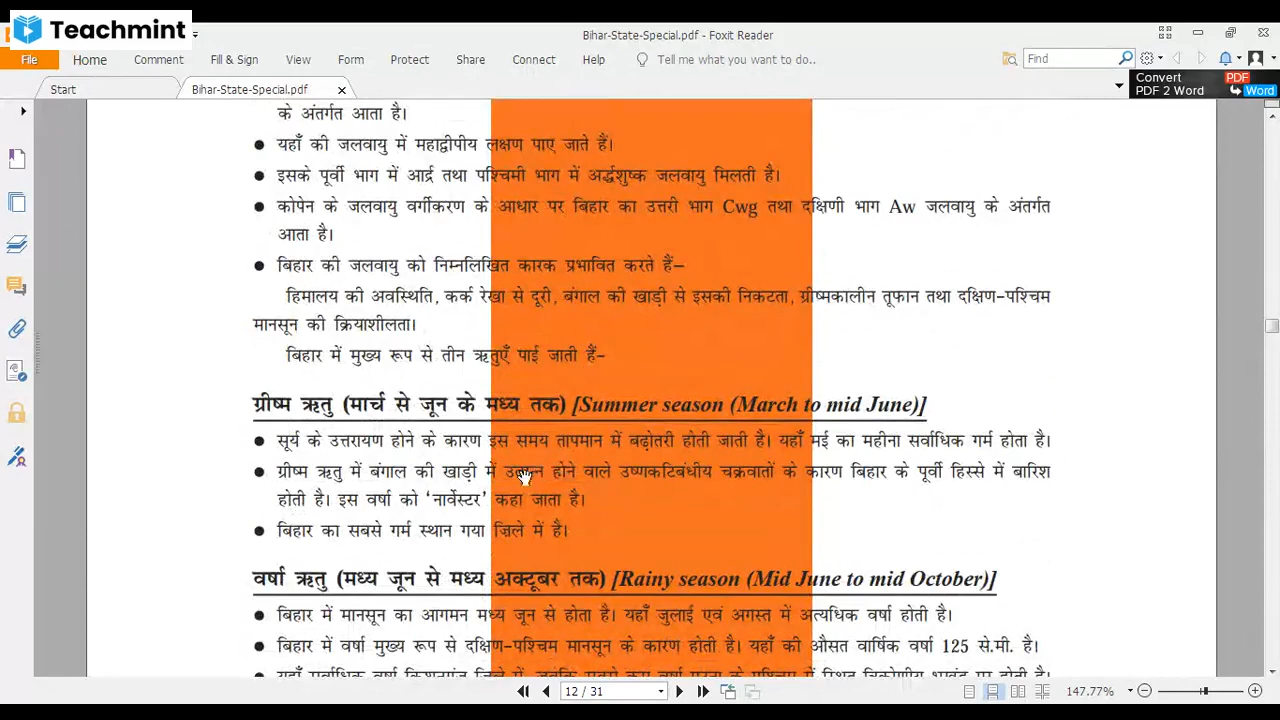 Teachmint
Bihar-State-Special.pdf - Foxit Reader
File Home Comment Fill & Sign View Form Protect Share Connect Help Tell me what you want to do.. Find
Start Bihar-State-Special.pdf
Convert PDF
PDF 2 Word Word
के अंतर्गत आता है।
● यहाँ की जलवायु में महाद्वीपीय लक्षण पाए जाते हैं।
● इसके पूर्वी भाग में आर्द्र तथा पश्चिमी भाग में अर्द्धशुष्क जलवायु मिलती है।
● कोपेन के जलवायु वर्गीकरण के आधार पर बिहार का उत्तरी भाग Cwg तथा दक्षिणी भाग Aw जलवायु के अंतर्गत
आता है।
● बिहार की जलवायु को निम्नलिखित कारक प्रभावित करते हैं–
हिमालय की अवस्थिति, कर्क रेखा से दूरी, बंगाल की खाड़ी से इसकी निकटता, ग्रीष्मकालीन तूफान तथा दक्षिण-पश्चिम
मानसून की क्रियाशीलता।
बिहार में मुख्य रूप से तीन ऋतुएँ पाई जाती हैं-
ग्रीष्म ऋतु (मार्च से जून के मध्य तक) [Summer season (March to mid June)]
● सूर्य के उत्तरायण होने के कारण इस समय तापमान में बढ़ोतरी होती जाती है। यहाँ मई का महीना सर्वाधिक गर्म होता है।
● ग्रीष्म ऋतु में बंगाल की खाड़ी में उत्पन्न होने वाले उष्णकटिबंधीय चक्रवातों के कारण बिहार के पूर्वी हिस्से में बारिश
होती है। इस वर्षा को ‘नार्वेस्टर’ कहा जाता है।
● बिहार का सबसे गर्म स्थान गया ज़िले में है।
वर्षा ऋतु (मध्य जून से मध्य अक्टूबर तक) [Rainy season (Mid June to mid October)]
● बिहार में मानसून का आगमन मध्य जून से होता है। यहाँ जुलाई एवं अगस्त में अत्यधिक वर्षा होती है।
● बिहार में वर्षा मुख्य रूप से दक्षिण-पश्चिम मानसून के कारण होती है। यहाँ की औसत वार्षिक वर्षा 125 से.मी. है।
12 / 31 147.77%